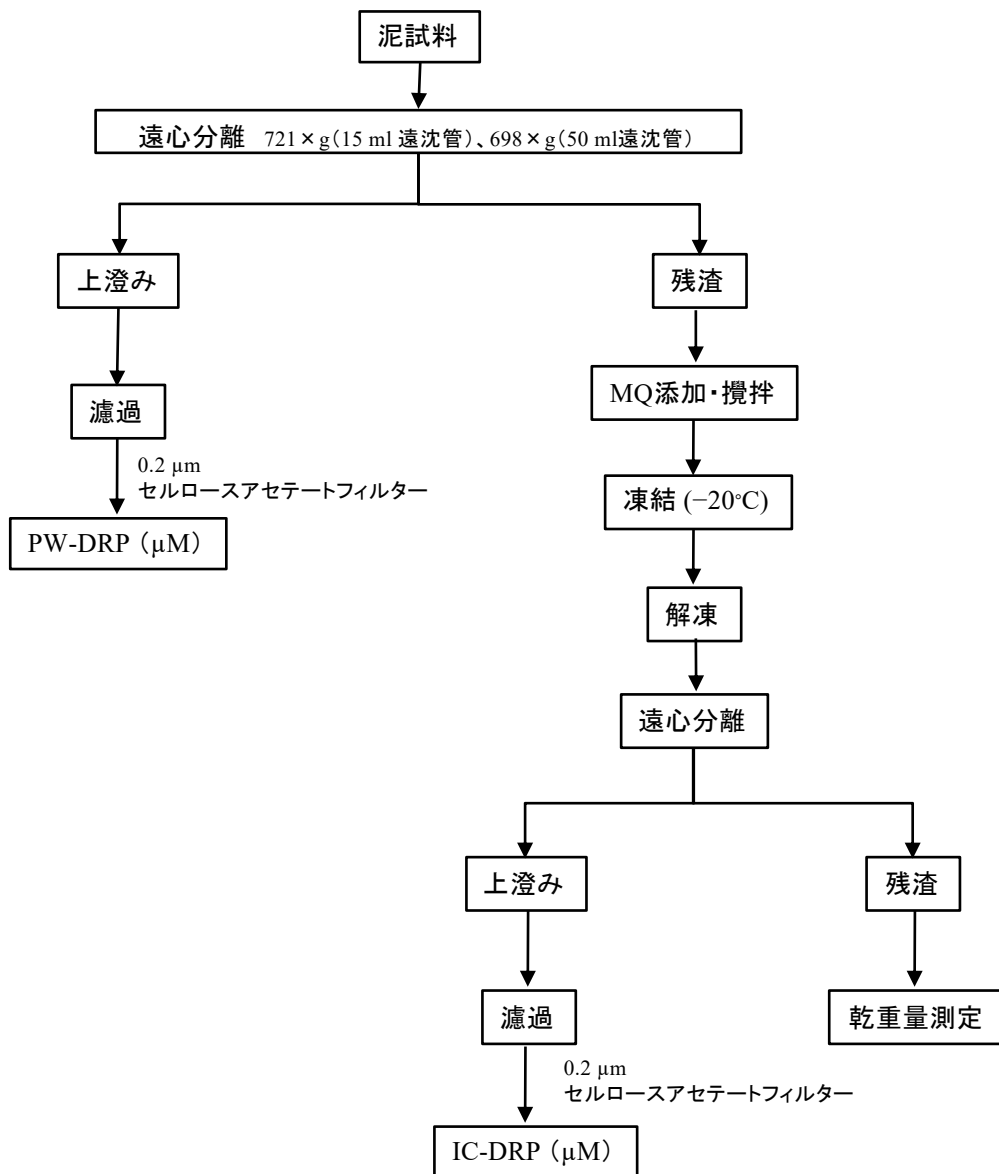 泥試料
遠心分離 721×g(15 ml 遠沈管)、698×g(50 ml遠沈管)
上澄み
残渣
濾過
MQ添加・攪拌
0.2 µm
セルロースアセテートフィルター
凍結 (−20°C)
PW-DRP (µM)
解凍
遠心分離
上澄み
残渣
濾過
乾重量測定
0.2 µm
セルロースアセテートフィルター
IC-DRP (µM)